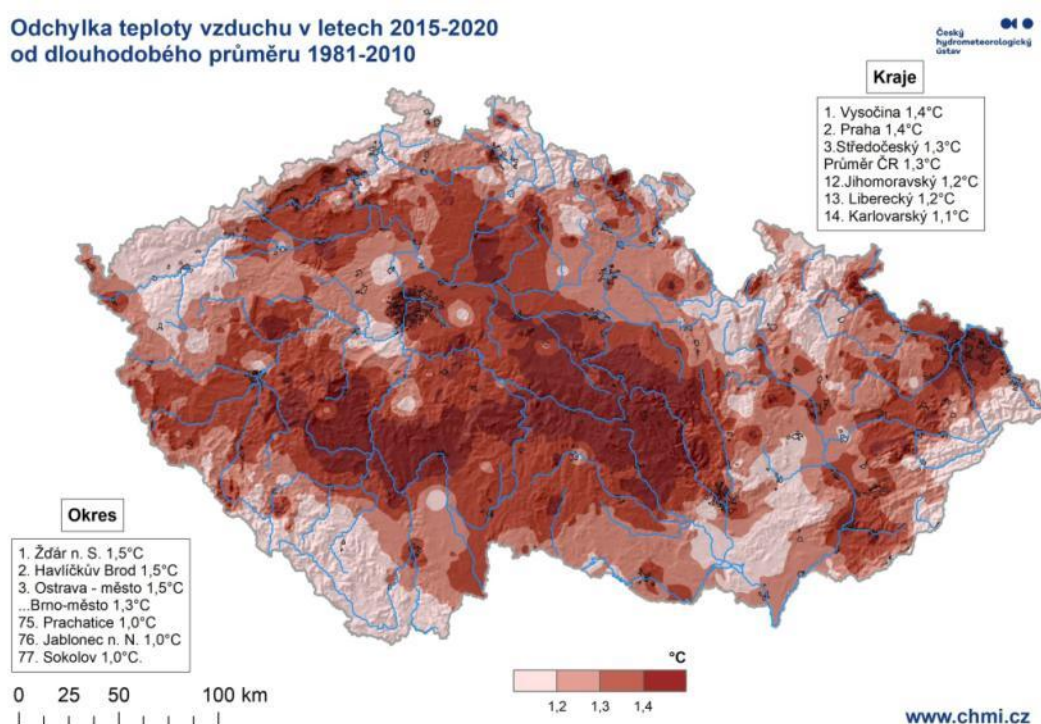 Odchylka teploty vzduchu v letech 2015-2020
od dlouhodobého průměru 1981-2010
Český
hydrometeorologický
ústav
Kraje
1. Vysočina 1,4°C
2. Praha 1,4°C
3.Středočeský 1,3°C
Průměr ČR 1,3°C
12.Jihomoravský 1,2°C
13. Liberecký 1,2°C
14. Karlovarský 1,1°C
Okres
1. Žďár n. S. 1,5°C
2. Havlíčkův Brod 1,5°C
3. Ostrava - město 1,5°C
...Brno-město 1,3°C
75. Prachatice 1,0°C
76. Jablonec n. N. 1,0°C
77. Sokolov 1,0°C.
0 25 50 100 km
°C
1,2 1,3 1,4
www.chmi.cz